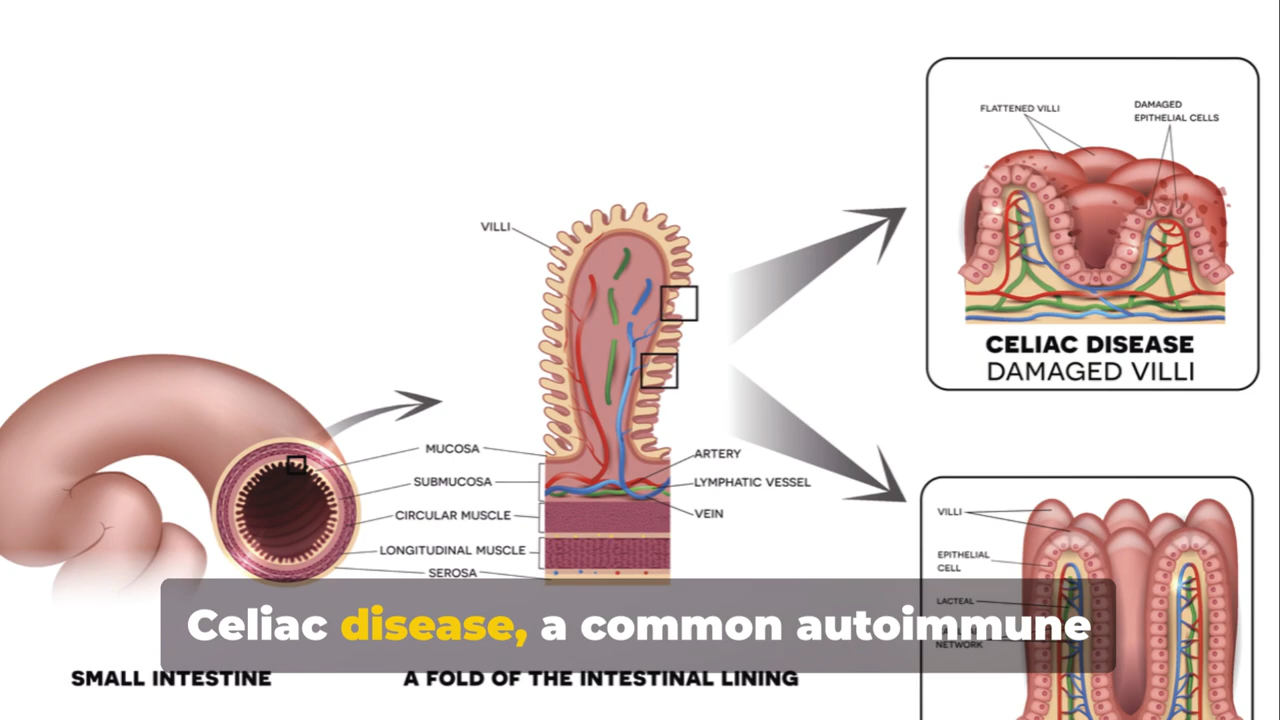 FLATTENED VILLI
DAMAGED
EPITHELIAL CELLS
CELIAC DISEASE
DAMAGED VILLI
VILLI
MUCOSA
SUBMUCOSA
CIRCULAR MUSCLE
LONGITUDINAL MUSCLE
SEROSA
ARTERY
LYMPHATIC VESSEL
VEIN
VILLI
EPITHELIAL
CELL
LACTEAL
NETWORK
Celiac disease, a common autoimmune
SMALL INTESTINE
A FOLD OF THE INTESTINAL LINING